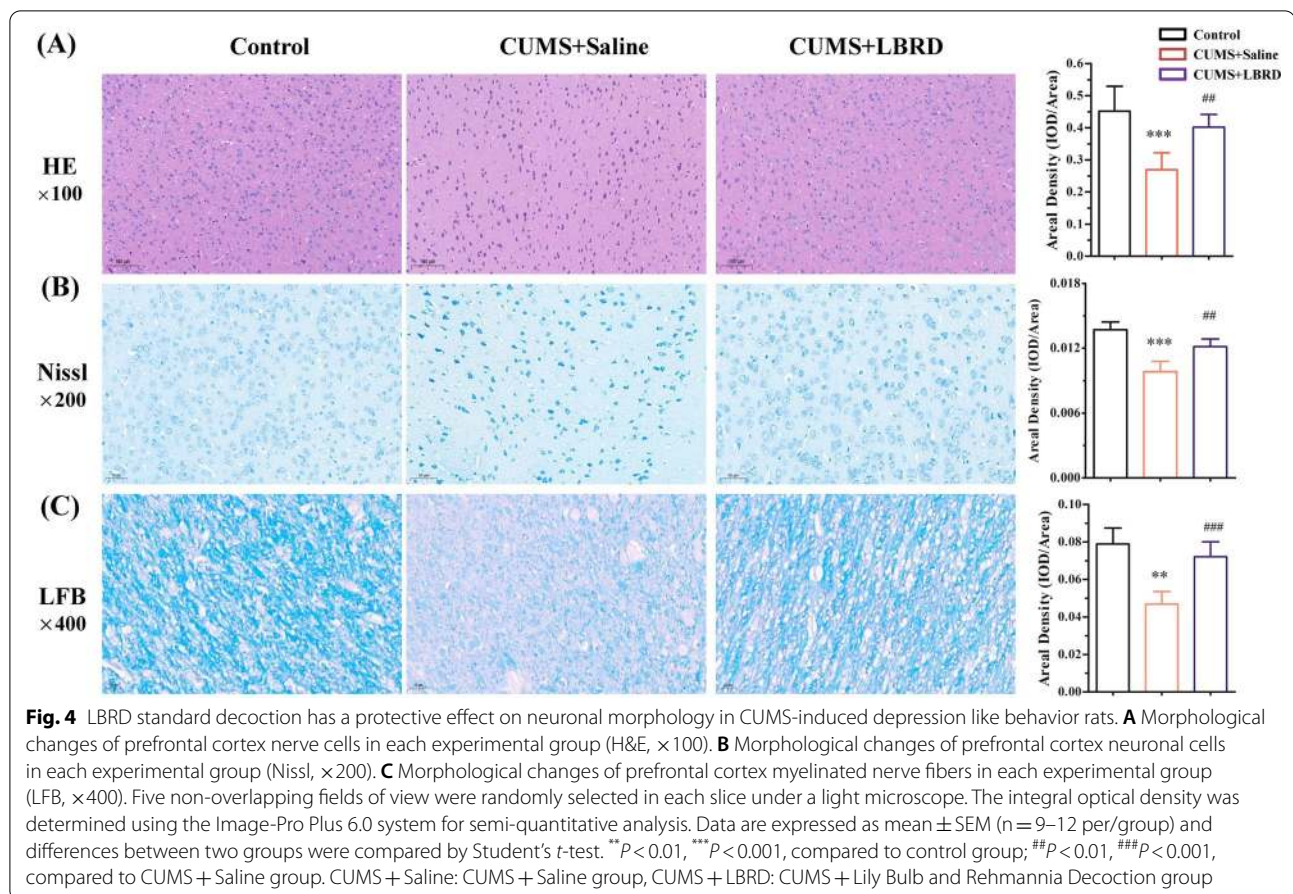 (A)
Control
CUMS+Saline
CUMS+LBRD
Control
CUMS+Saline
CUMS+LBRD
HE
×100
Areal Density (IOD/Area)
0.6
0.5
0.4
0.3
0.2
0.1
0.0
***
##
(B)
Nissl
×200
Areal Density (IOD/Area)
0.018
0.012
0.006
0.000
***
##
(C)
LFB
×400
Areal Density (IOD/Area)
0.10
0.08
0.06
0.04
0.02
0.00
**
###
Fig. 4 LBRD standard decoction has a protective effect on neuronal morphology in CUMS-induced depression like behavior rats. A Morphological
changes of prefrontal cortex nerve cells in each experimental group (H&E, ×100). B Morphological changes of prefrontal cortex neuronal cells
in each experimental group (Nissl, ×200). C Morphological changes of prefrontal cortex myelinated nerve fibers in each experimental group
(LFB, ×400). Five non-overlapping fields of view were randomly selected in each slice under a light microscope. The integral optical density was
determined using the Image-Pro Plus 6.0 system for semi-quantitative analysis. Data are expressed as mean ± SEM (n = 9–12 per/group) and
differences between two groups were compared by Student's t-test. **P < 0.01, ***P < 0.001, compared to control group; ##P < 0.01, ###P < 0.001,
compared to CUMS + Saline group. CUMS + Saline: CUMS + Saline group, CUMS + LBRD: CUMS + Lily Bulb and Rehmannia Decoction group